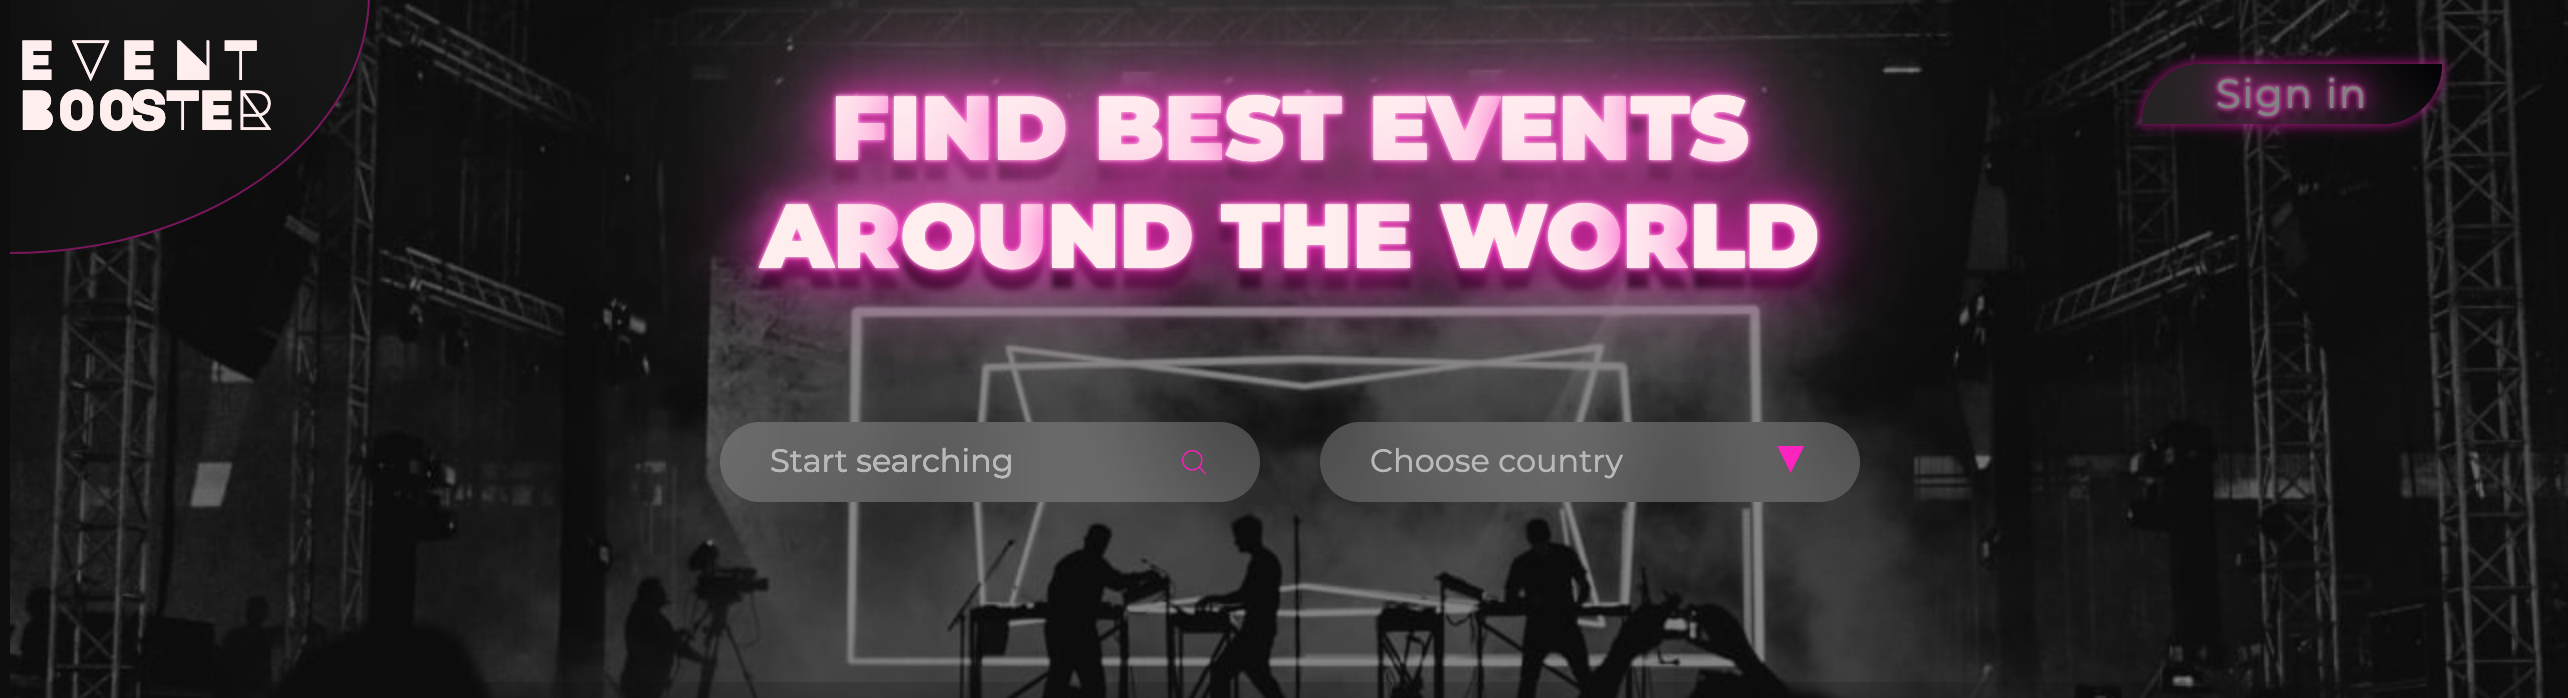 EVENT
BOOSTER
FIND BEST EVENTS
AROUND THE WORLD
Sign in
Start searching
Choose country